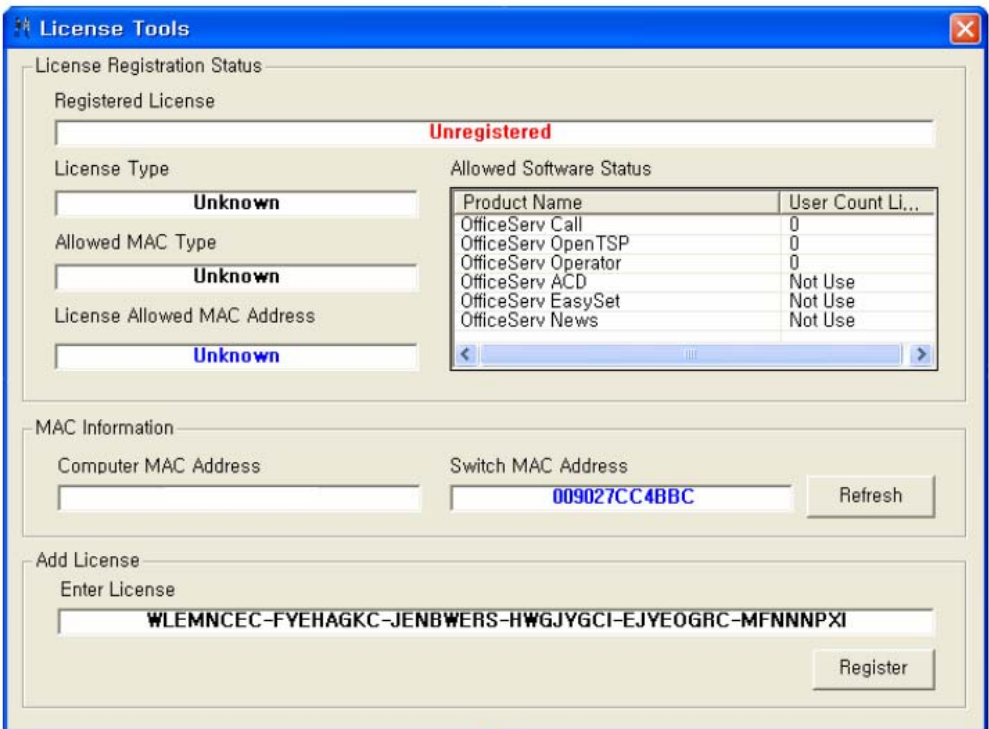 License Tools
License Registration Status
Registered License
Unregistered
License Type
Unknown
Allowed MAC Type
Unknown
License Allowed MAC Address
Unknown
Allowed Software Status
Product Name User Count Li...
OfficeServ Call 0
OfficeServ OpenTSP 0
OfficeServ Operator 0
OfficeServ ACD Not Use
OfficeServ EasySet Not Use
OfficeServ News Not Use
MAC Information
Computer MAC Address
Switch MAC Address
009027CC4BBC
Refresh
Add License
Enter License
WLEMNCEC-FYEHAGKC-JENBWERS-HWGJYGCI-EJYEOGRC-MFNNNPXI
Register